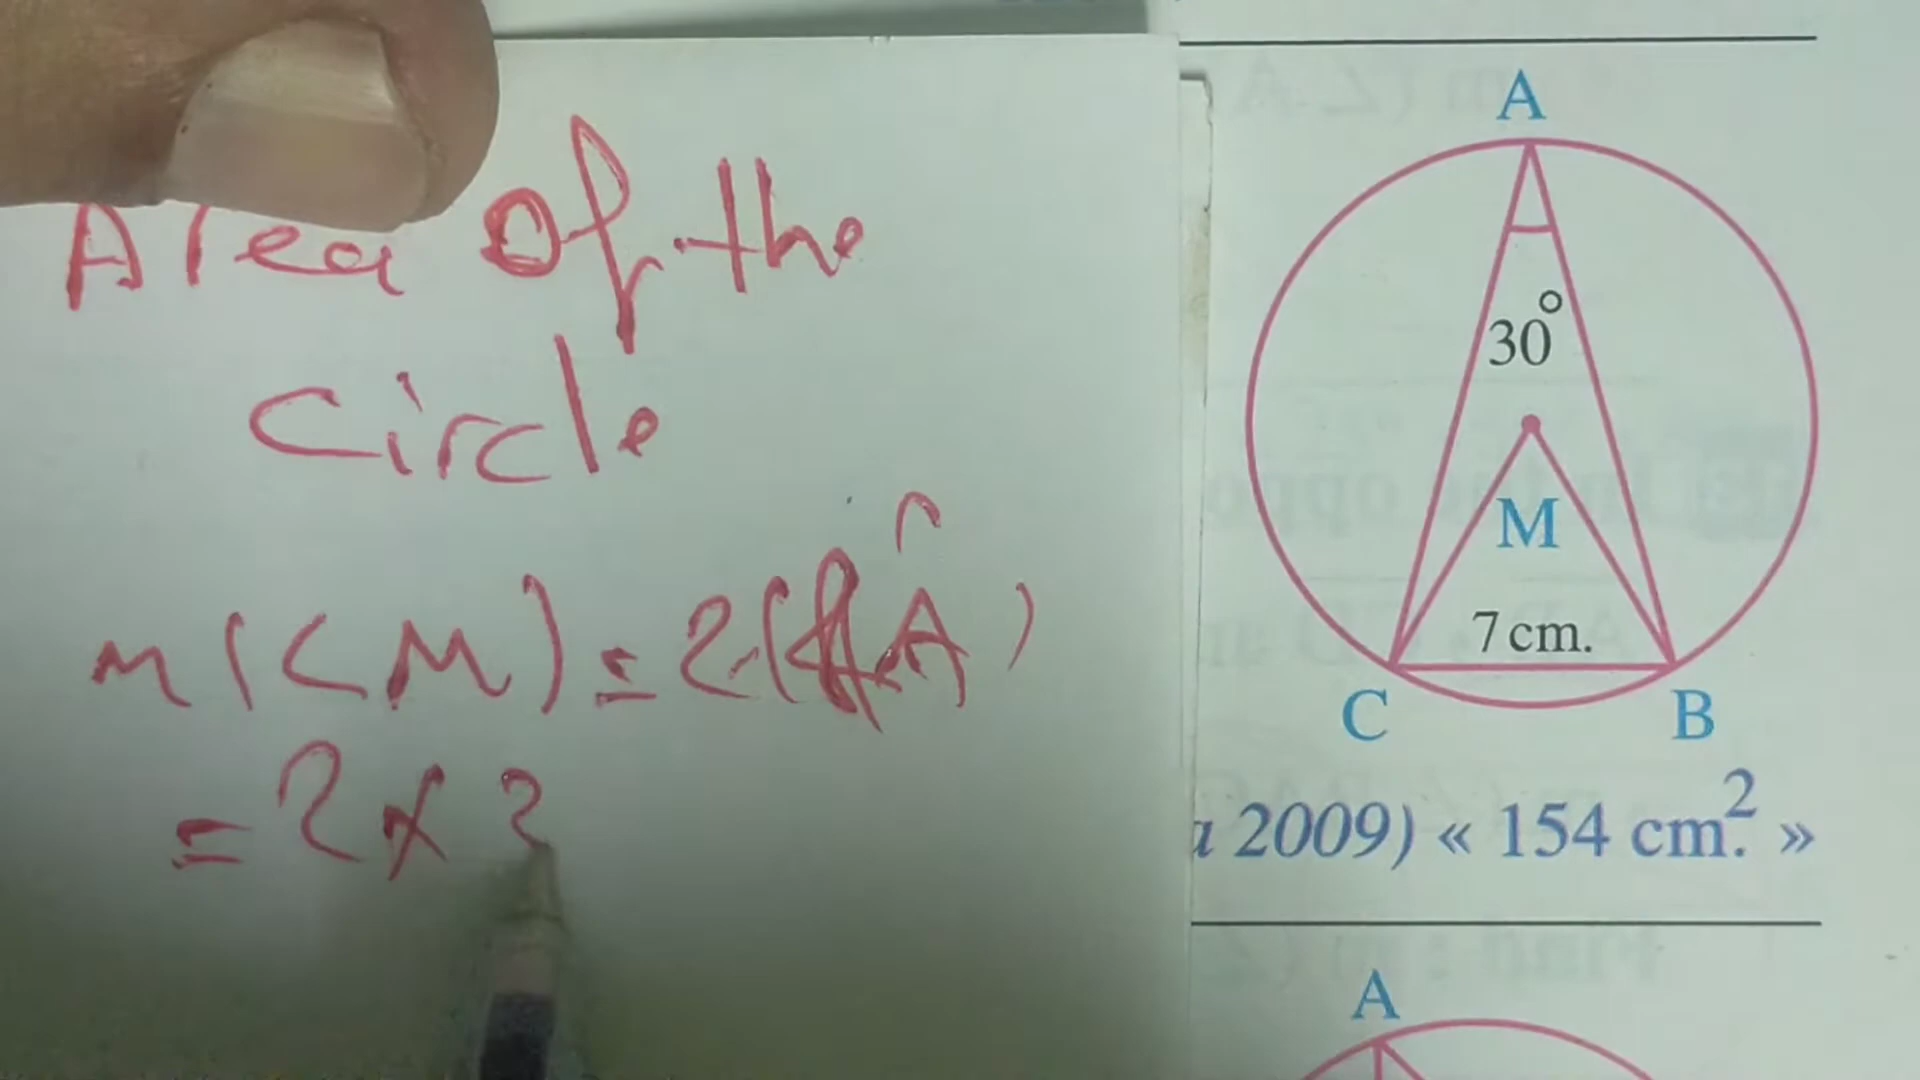 Area Of the
Circle
m(<M) = 2(Â)
= 2 × 3
A
30°
M
7 cm.
C
B
2009) « 154 cm.² »
A